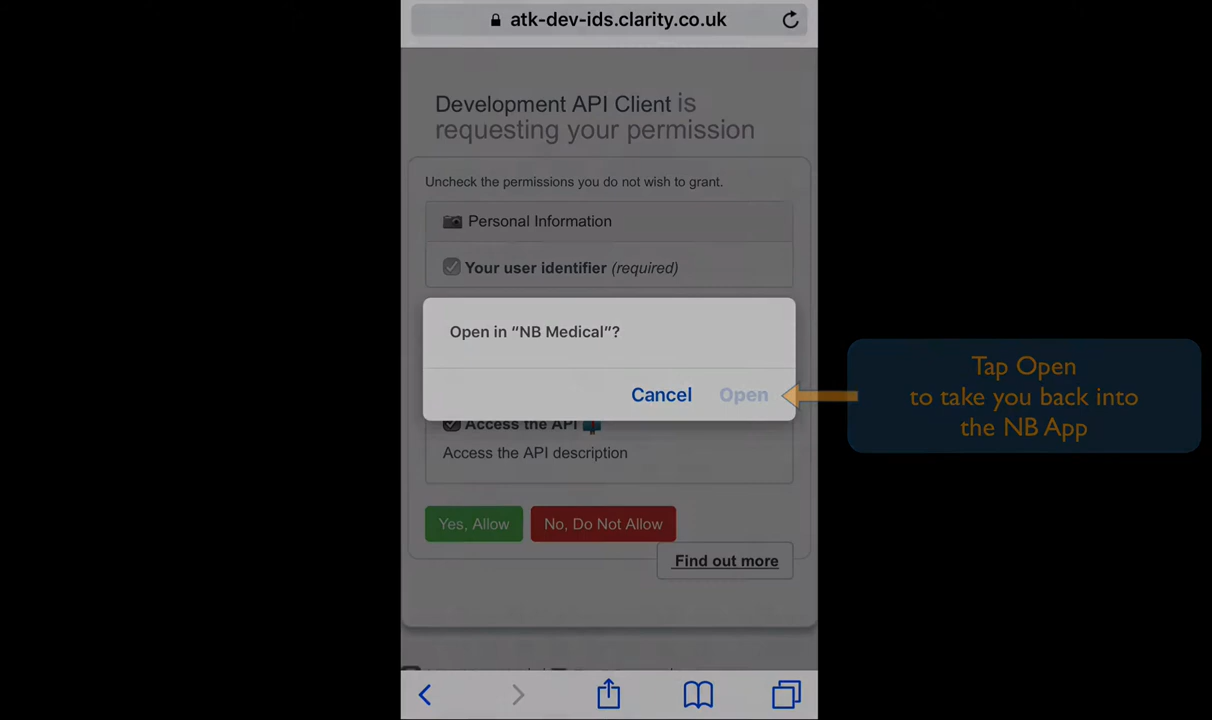 atk-dev-ids.clarity.co.uk
Development API Client is
requesting your permission
Uncheck the permissions you do not wish to grant.
Personal Information
Your user identifier (required)
Open in “NB Medical”?
Cancel Open
Tap Open
to take you back into
the NB App
Access the API
Access the API description
Yes, Allow No, Do Not Allow
Find out more